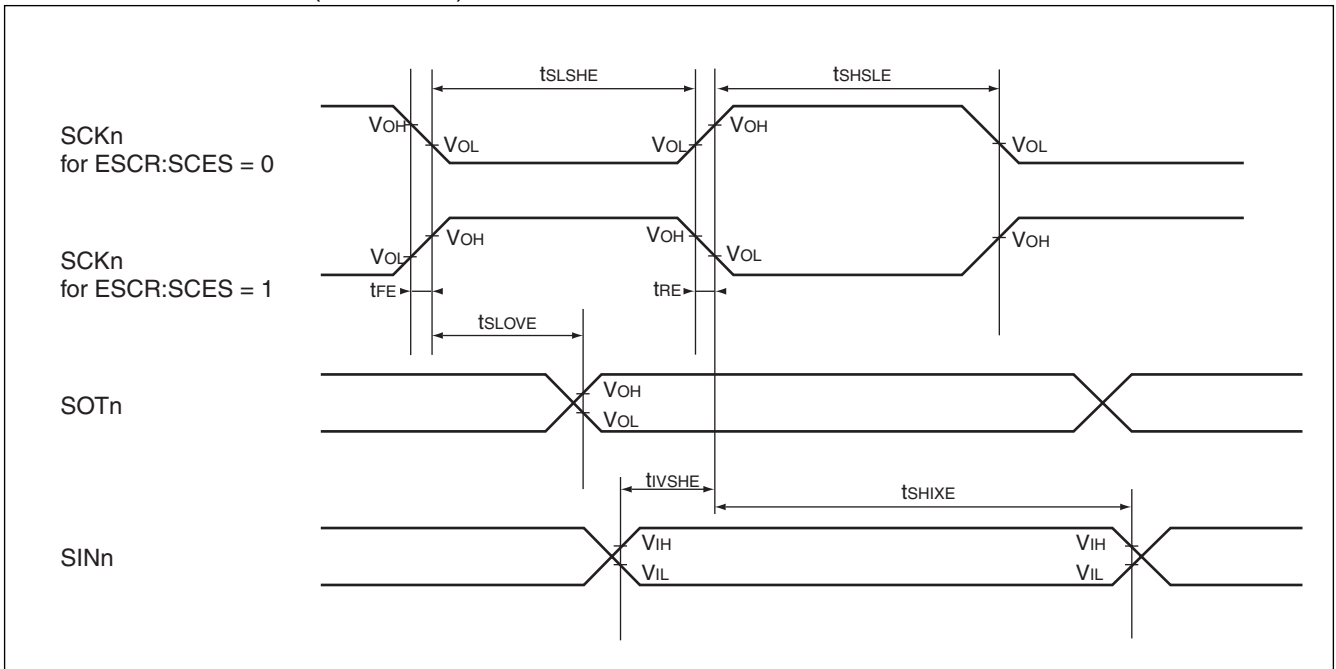 tSLSHE
tSHSLE
SCKn
for ESCR:SCES = 0
VOH
VOL
VOL
VOH
VOL
SCKn
for ESCR:SCES = 1
VOL
VOH
VOH
VOL
VOH
tFE
tRE
tSLOVE
SOTn
VOH
VOL
tIVSHE
tSHIXE
SINn
VIH
VIL
VIH
VIL